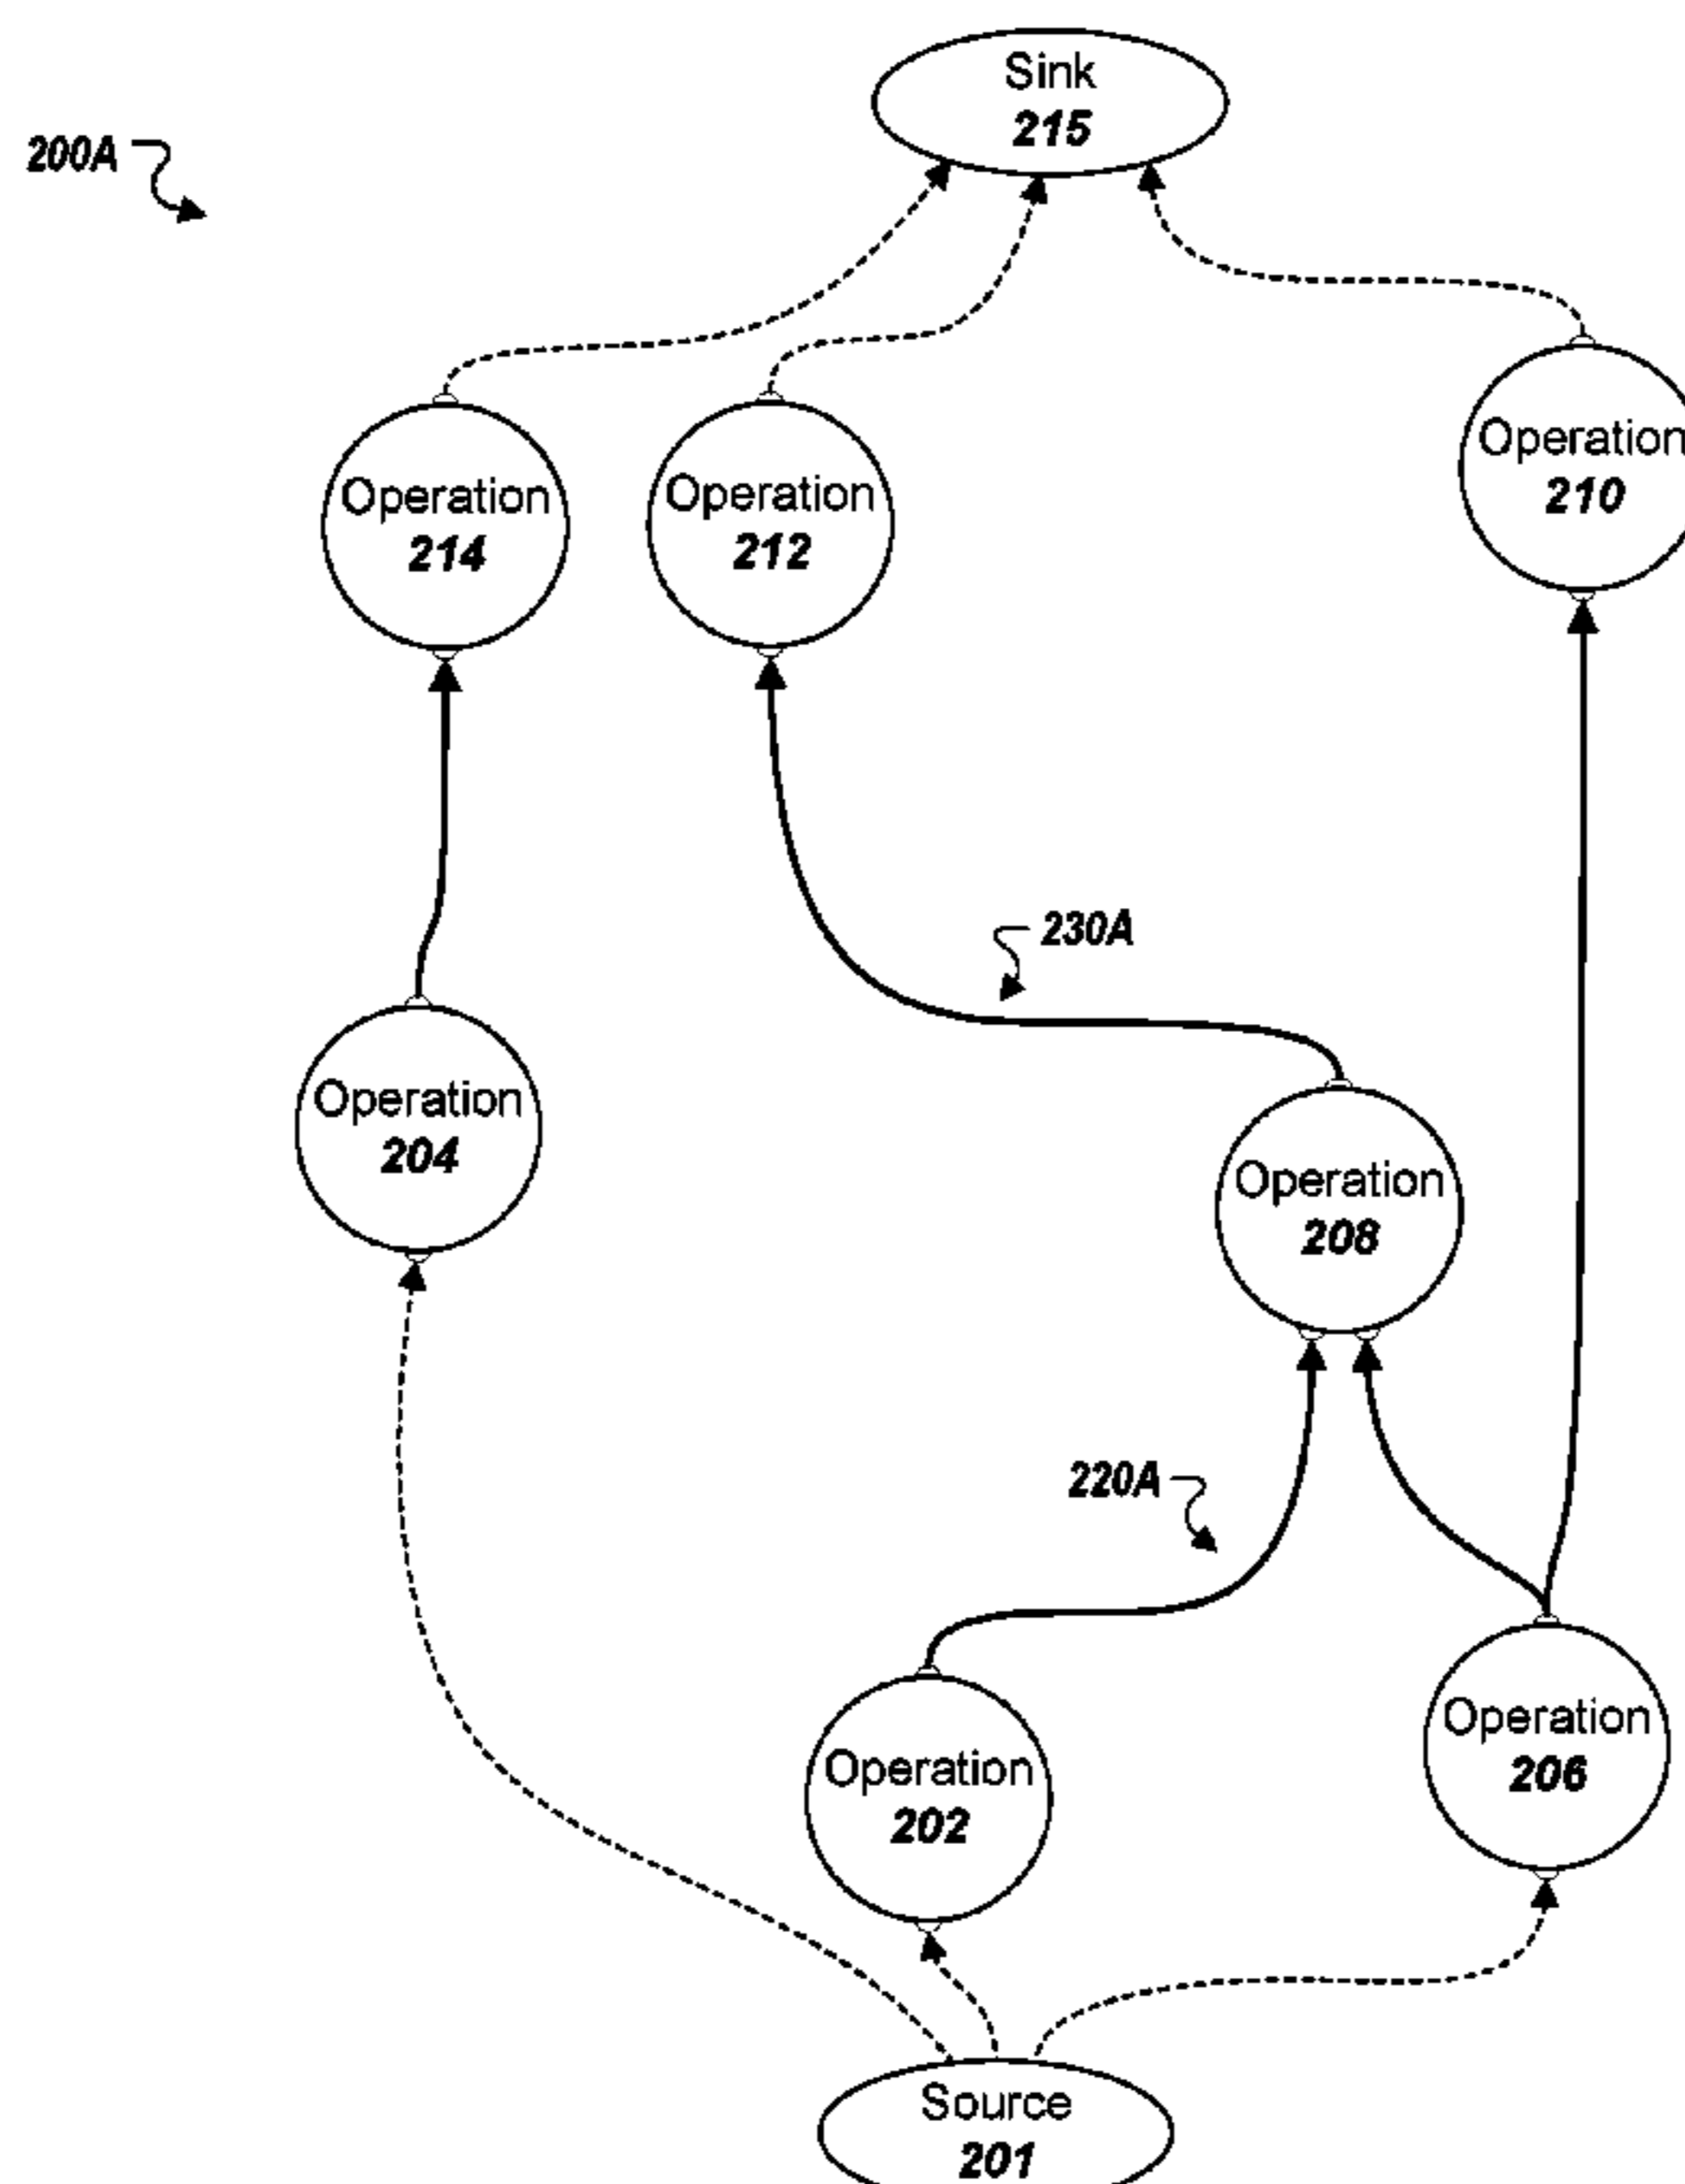 Sink
215
200A
Operation
210
Operation
214
Operation
212
230A
Operation
204
Operation
208
220A
Operation
206
Operation
202
Source
201